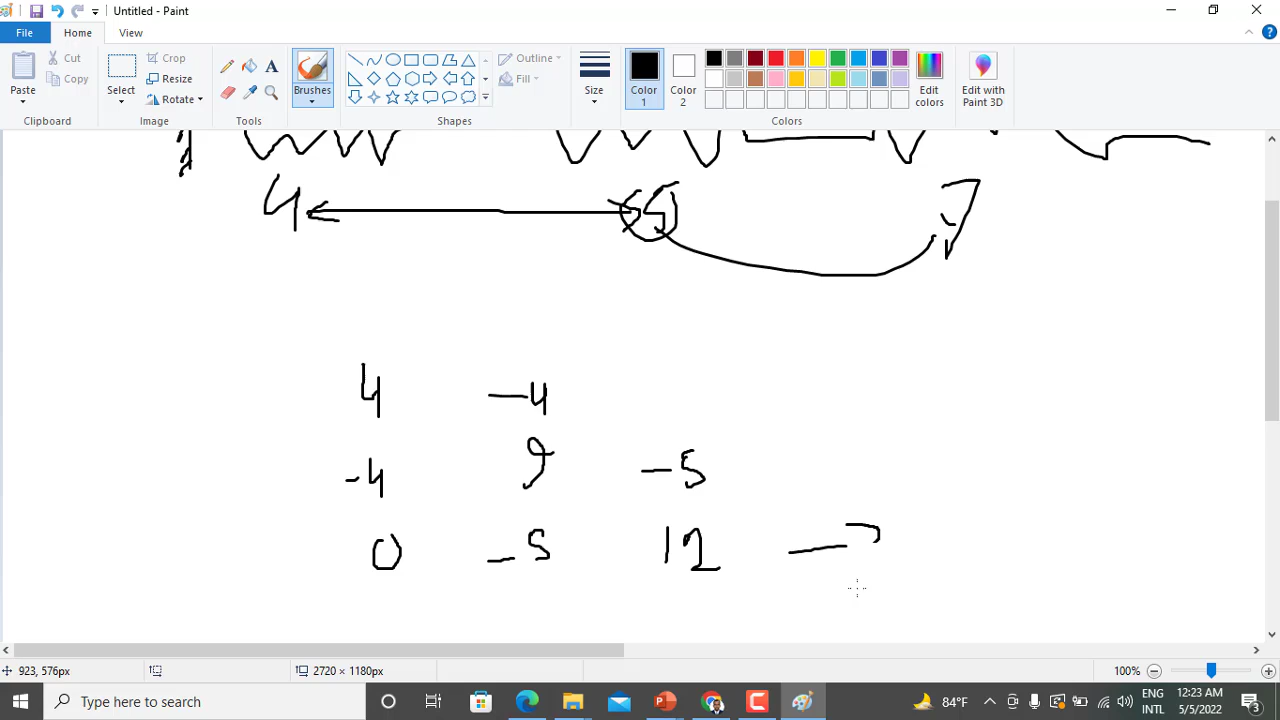 Untitled - Paint
File Home View
Paste
Cut
Copy
Clipboard
Select
Crop
Resize
Rotate
Image
Tools
Brushes
Shapes
Outline
Fill
Size
Color 1
Color 2
Colors
Edit colors
Edit with Paint 3D
4 5 7
4 -4
-4 9 -5
0 -5 12
923, 576px 2720 × 1180px 100%
Type here to search
84°F
ENG
INTL
12:23 AM
5/5/2022
3